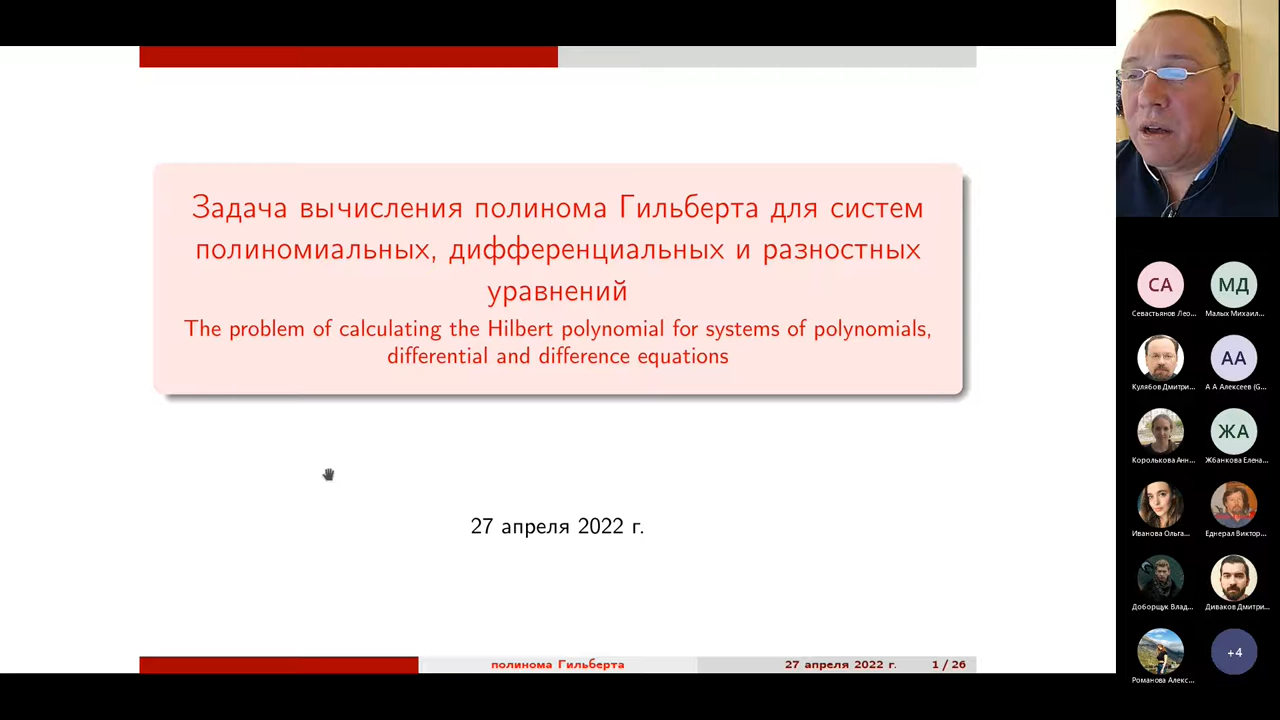 Задача вычисления полинома Гильберта для систем
полиномиальных, дифференциальных и разностных
уравнений
The problem of calculating the Hilbert polynomial for systems of polynomials,
differential and difference equations
27 апреля 2022 г.
полинома Гильберта 27 апреля 2022 г. 1 / 26
СА МД
Севастьянов Лео... Малых Михаил...
АА
Кулябов Дмитри... А А Алексеев (G...
ЖА
Королькова Анн... Жбанкова Елена...
Иванова Ольга... Еднерал Виктор...
Доборщук Влад... Диваков Дмитри...
+4
Романова Алекс...